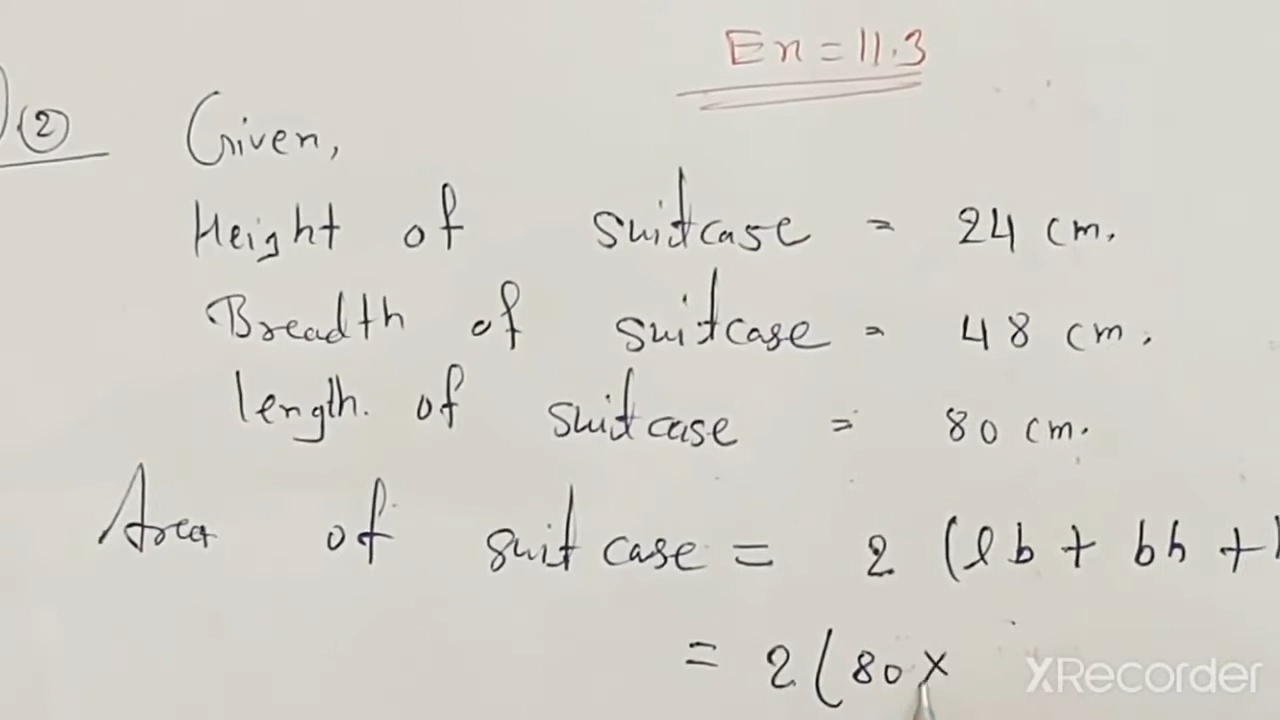 Ex = 11.3
(2) Given,
Height of suitcase = 24 cm.
Breadth of suitcase = 48 cm.
length. of suitcase = 80 cm.
Area of suitcase = 2 (lb + bh +
= 2 (80 ×
XRecorder